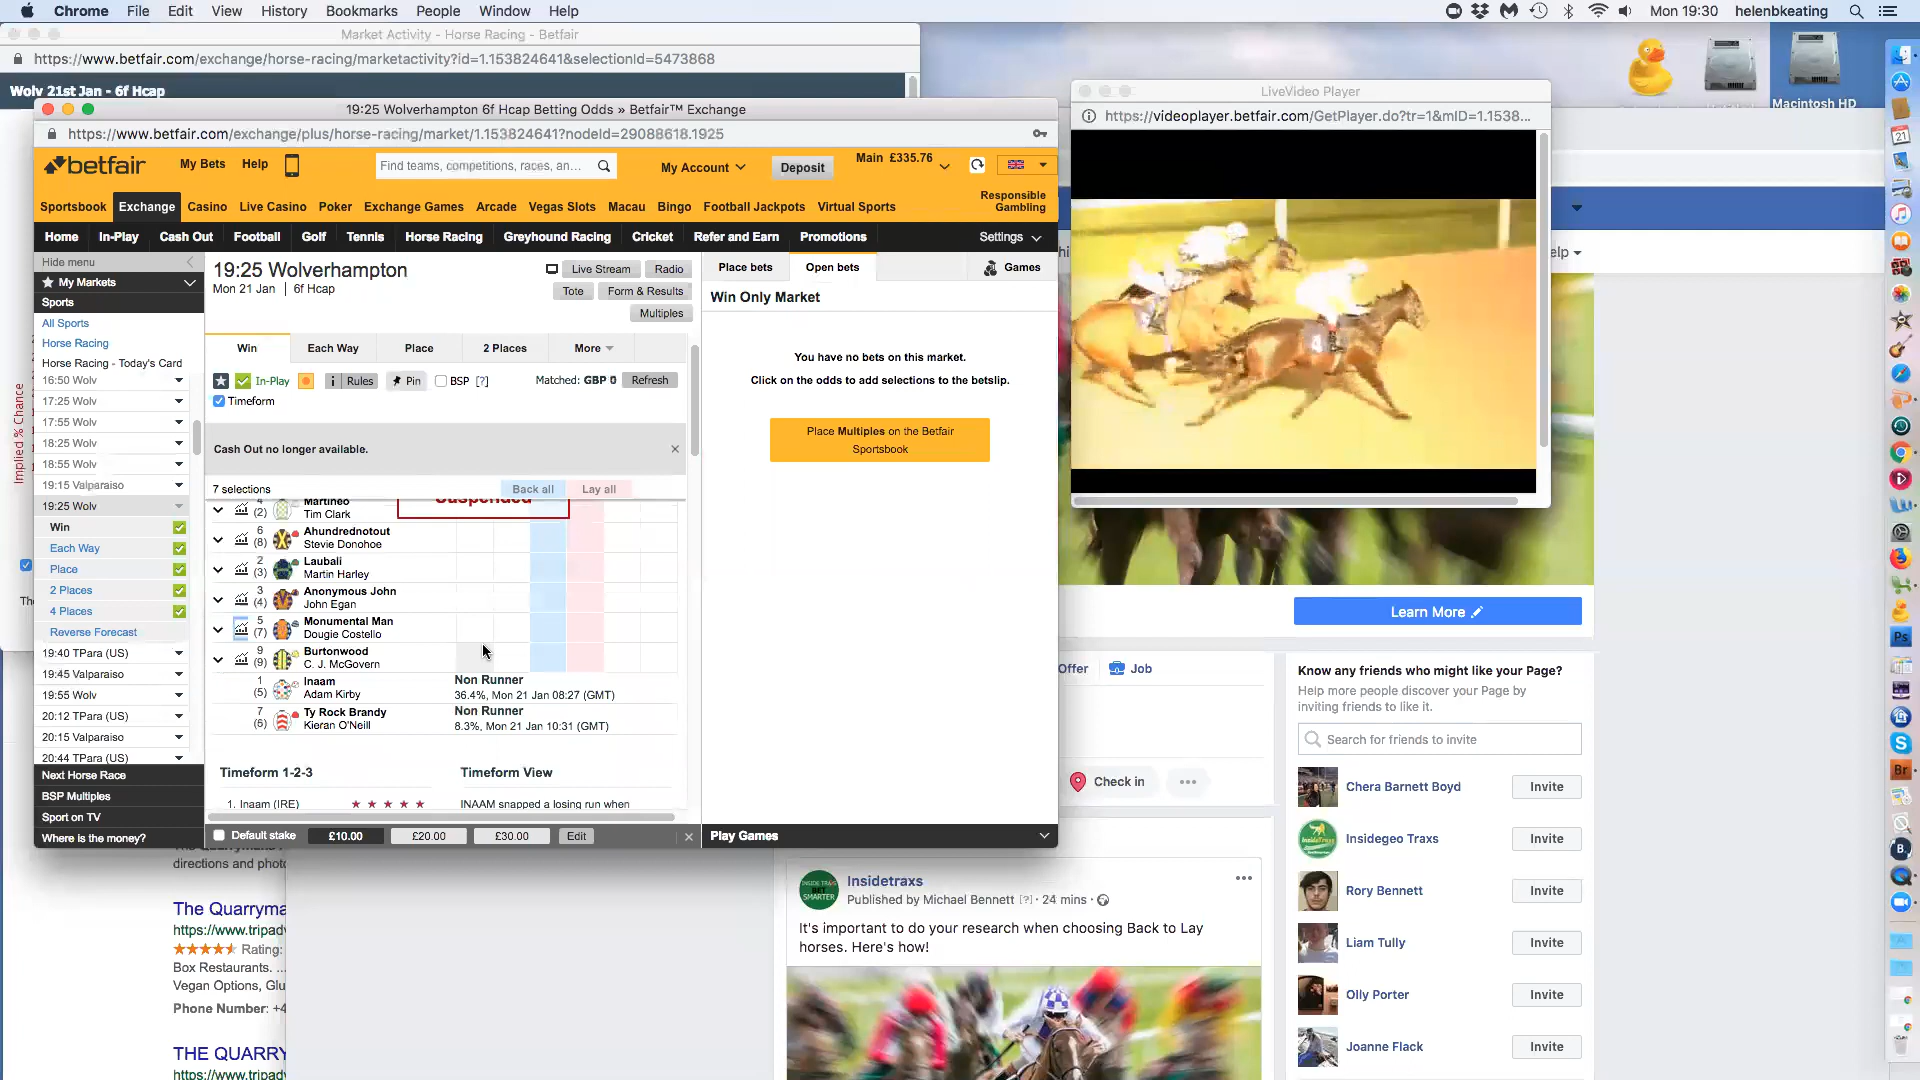 Chrome File Edit View History Bookmarks People Window Help
Mon 19:30 helenbkeating
Market Activity - Horse Racing - Betfair
https://www.betfair.com/exchange/horse-racing/marketactivity?id=1.153824641&selectionId=5473868
Wolv 21st Jan - 6f Hcap
Macintosh HD
19:25 Wolverhampton 6f Hcap Betting Odds » Betfair™ Exchange
https://www.betfair.com/exchange/plus/horse-racing/market/1.153824641?nodeId=29088618.1925
betfair
My Bets Help
Find teams, competitions, races, an...
My Account
Deposit
Main £335.76
Sportsbook Exchange Casino Live Casino Poker Exchange Games Arcade Vegas Slots Macau Bingo Football Jackpots Virtual Sports
Responsible
Gambling
Home In-Play Cash Out Football Golf Tennis Horse Racing Greyhound Racing Cricket Refer and Earn Promotions
Settings
Hide menu
My Markets
Sports
All Sports
Horse Racing
Horse Racing - Today's Card
16:50 Wolv
17:25 Wolv
17:55 Wolv
18:25 Wolv
18:55 Wolv
19:15 Valparaiso
19:25 Wolv
Win
Each Way
Place
2 Places
4 Places
Reverse Forecast
19:40 TPara (US)
19:45 Valparaiso
19:55 Wolv
20:12 TPara (US)
20:15 Valparaiso
20:44 TPara (US)
Next Horse Race
BSP Multiples
Sport on TV
Where is the money?
Implied % Chance
19:25 Wolverhampton
Mon 21 Jan | 6f Hcap
Live Stream Radio
Tote Form & Results
Multiples
Win Each Way Place 2 Places More
In-Play i Rules Pin BSP [?] Matched: GBP 0 Refresh
Timeform
Cash Out no longer available.
7 selections Back all Lay all
Suspended
4 (2) Martineo
Tim Clark
6 (8) Ahundrednotout
Stevie Donohoe
2 (3) Laubali
Martin Harley
3 (4) Anonymous John
John Egan
5 (7) Monumental Man
Dougie Costello
9 (9) Burtonwood
C. J. McGovern
1 (5) Inaam
Adam Kirby
Non Runner
36.4%, Mon 21 Jan 08:27 (GMT)
7 (6) Ty Rock Brandy
Kieran O'Neill
Non Runner
8.3%, Mon 21 Jan 10:31 (GMT)
Timeform 1-2-3 Timeform View
1. Inaam (IRE) INAAM snapped a losing run when
Default stake £10.00 £20.00 £30.00 Edit
Place bets Open bets Games
Win Only Market
You have no bets on this market.
Click on the odds to add selections to the betslip.
Place Multiples on the Betfair
Sportsbook
Play Games
LiveVideo Player
https://videoplayer.betfair.com/GetPlayer.do?tr=1&mID=1.1538...
4
elp
Learn More
Offer Job
Check in
Know any friends who might like your Page?
Help more people discover your Page by
inviting friends to like it.
Search for friends to invite
Chera Barnett Boyd Invite
Insidegeo Traxs Invite
Rory Bennett Invite
Liam Tully Invite
Olly Porter Invite
Joanne Flack Invite
INSIDE TRAXS
BET
SMARTER
Insidetraxs
Published by Michael Bennett [?] · 24 mins ·
It's important to do your research when choosing Back to Lay
horses. Here's how!
directions and photo
The Quarryma
https://www.tripadv
Rating:
Box Restaurants. ...
Vegan Options, Glu
Phone Number: +4
THE QUARRY
https://www.tripadv